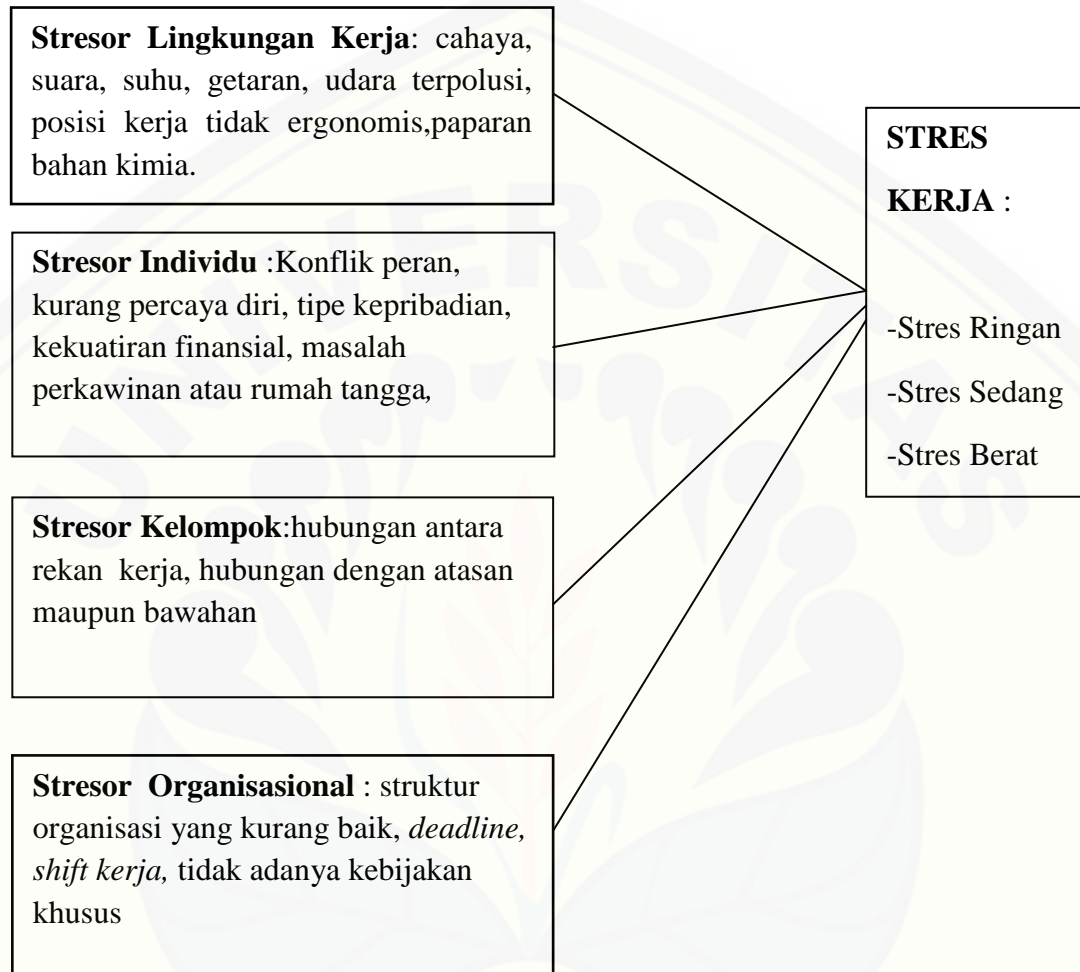 Stresor Lingkungan Kerja: cahaya,
suara, suhu, getaran, udara terpolusi,
posisi kerja tidak ergonomis,paparan
bahan kimia.
Stresor Individu :Konflik peran,
kurang percaya diri, tipe kepribadian,
kekuatiran finansial, masalah
perkawinan atau rumah tangga,
Stresor Kelompok:hubungan antara
rekan kerja, hubungan dengan atasan
maupun bawahan
Stresor Organisasional : struktur
organisasi yang kurang baik, deadline,
shift kerja, tidak adanya kebijakan
khusus
STRES
KERJA :
-Stres Ringan
-Stres Sedang
-Stres Berat
UNIVERSITAS